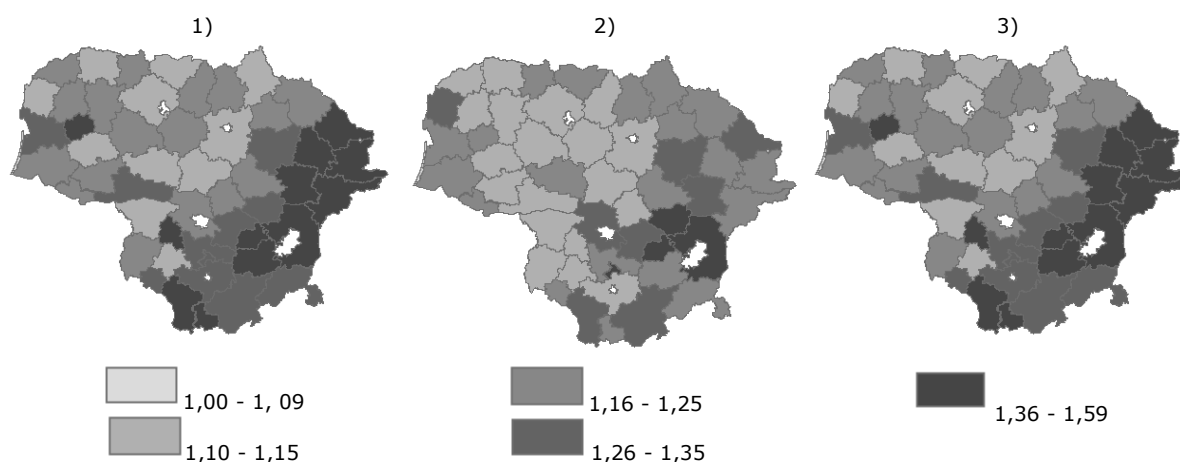 1)
2)
3)
1,00 - 1, 09
1,16 - 1,25
1,36 - 1,59
1,10 - 1,15
1,26 - 1,35